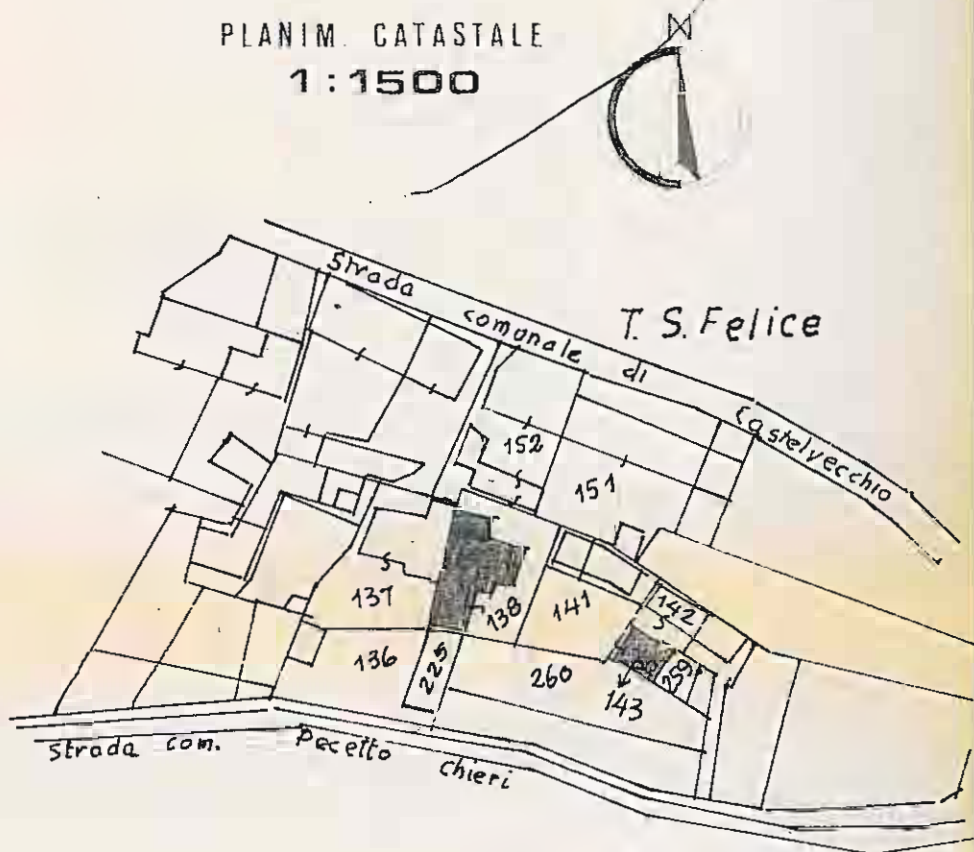 PLANIM. CATASTALE
1:1500
N
Strada comunale di Castelvecchio
T. S. Felice
152
151
137
138
141
142
136
225
260
259
143
Strada com. Pecetto Chieri